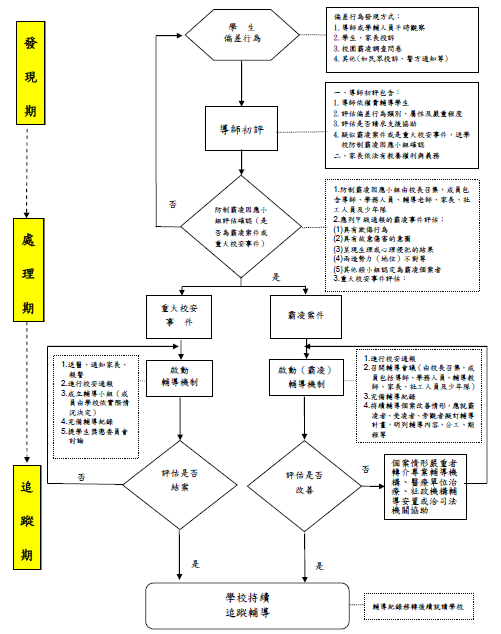 發
現
期
處
理
期
追
蹤
期
學 生
偏差行為
偏差行為發現方式：
1.導師或學輔人員平時觀察
2.學生、家長投訴
3.校園霸凌調查問卷
4.其他(如民眾投訴、警方通知等)
導師初評
一、導師初評包含：
1.導師依權責輔導學生
2.評估偏差行為類別、屬性及嚴重程度
3.評估是否請求支援協助
4.疑似霸凌案件或是重大校安事件，送學
校防制霸凌因應小組確認
二、家長依法有教養權利與義務
否
防制霸凌因應小
組評估確認（是
否為霸凌案件或
重大校安事件）
1.防制霸凌因應小組由校長召集，成員包
含導師、學務人員、輔導老師、家長、社
工人員及少年隊
2.應列甲級通報的霸凌事件評估：
(1)具有欺侮行為
(2)具有故意傷害的意圖
(3)呈現生理或心理侵犯的結果
(4)兩造勢力（地位）不對等
(5)其他經小組認定為霸凌個案者
3.重大校安事件評估：
是
重大校安
事 件
霸凌案件
1.送醫、通知家長、
報警
2.進行校安通報
3.成立輔導小組（成
員由學校依實際情
況決定）
4.完備輔導紀錄
5.提學生獎懲委員會
討論
啟動
輔導機制
啟動（霸凌）
輔導機制
1.進行校安通報
2.召開輔導會議（由校長召集，成
員包括導師、學務人員、輔導教
師、家長、社工人員及少年隊）
3.完備輔導紀錄
4.持續輔導個案改善情形，應就霸
凌者、受凌者、旁觀者擬訂輔導
計畫，明列輔導內容、分工、期
程等
否
評估是否
結案
評估是否
改善
否
個案情形嚴重者
轉介專業輔導機
構、醫療單位治
療、社政機構輔
導安置或洽司法
機關協助
是
是
學校持續
追蹤輔導
輔導紀錄移轉後續就讀學校